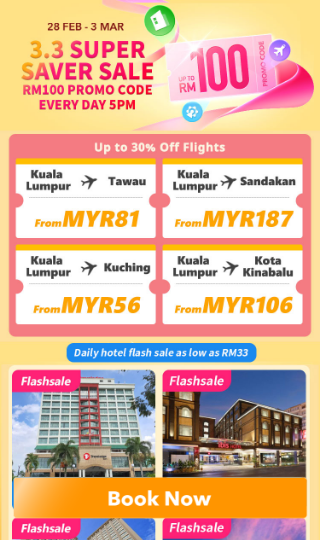 28 FEB - 3 MAR
3.3 SUPER
SAVER SALE
RM100 PROMO CODE
EVERY DAY 5PM
UP TO
RM100
PROMO CODE
Up to 30% Off Flights
Kuala Lumpur Tawau
From MYR81
Kuala Lumpur Sandakan
From MYR187
Kuala Lumpur Kuching
From MYR56
Kuala Lumpur Kota Kinabalu
From MYR106
Daily hotel flash sale as low as RM33
Flashsale
Flashsale
Book Now
Flashsale
Flashsale